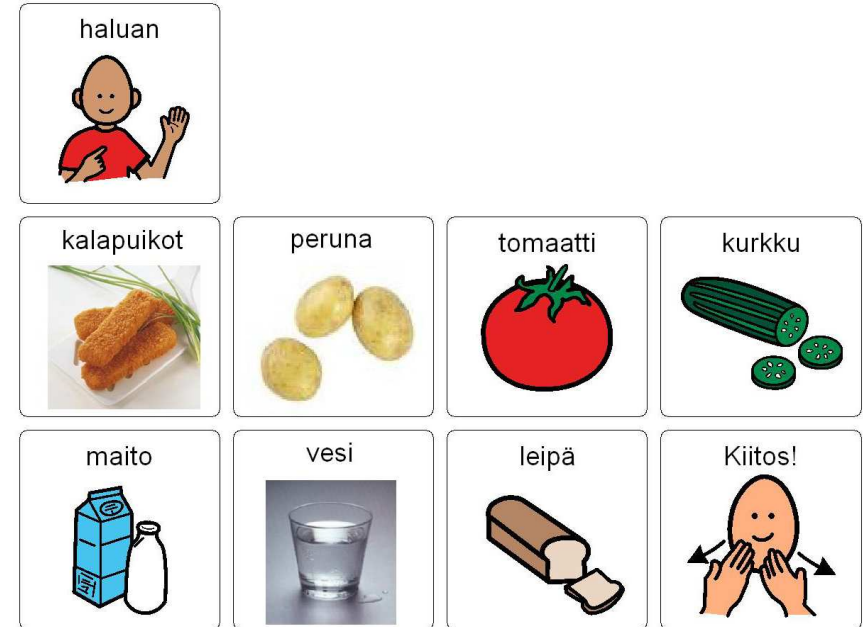 haluan
kalapuikot
peruna
tomaatti
kurkku
maito
vesi
leipä
Kiitos!